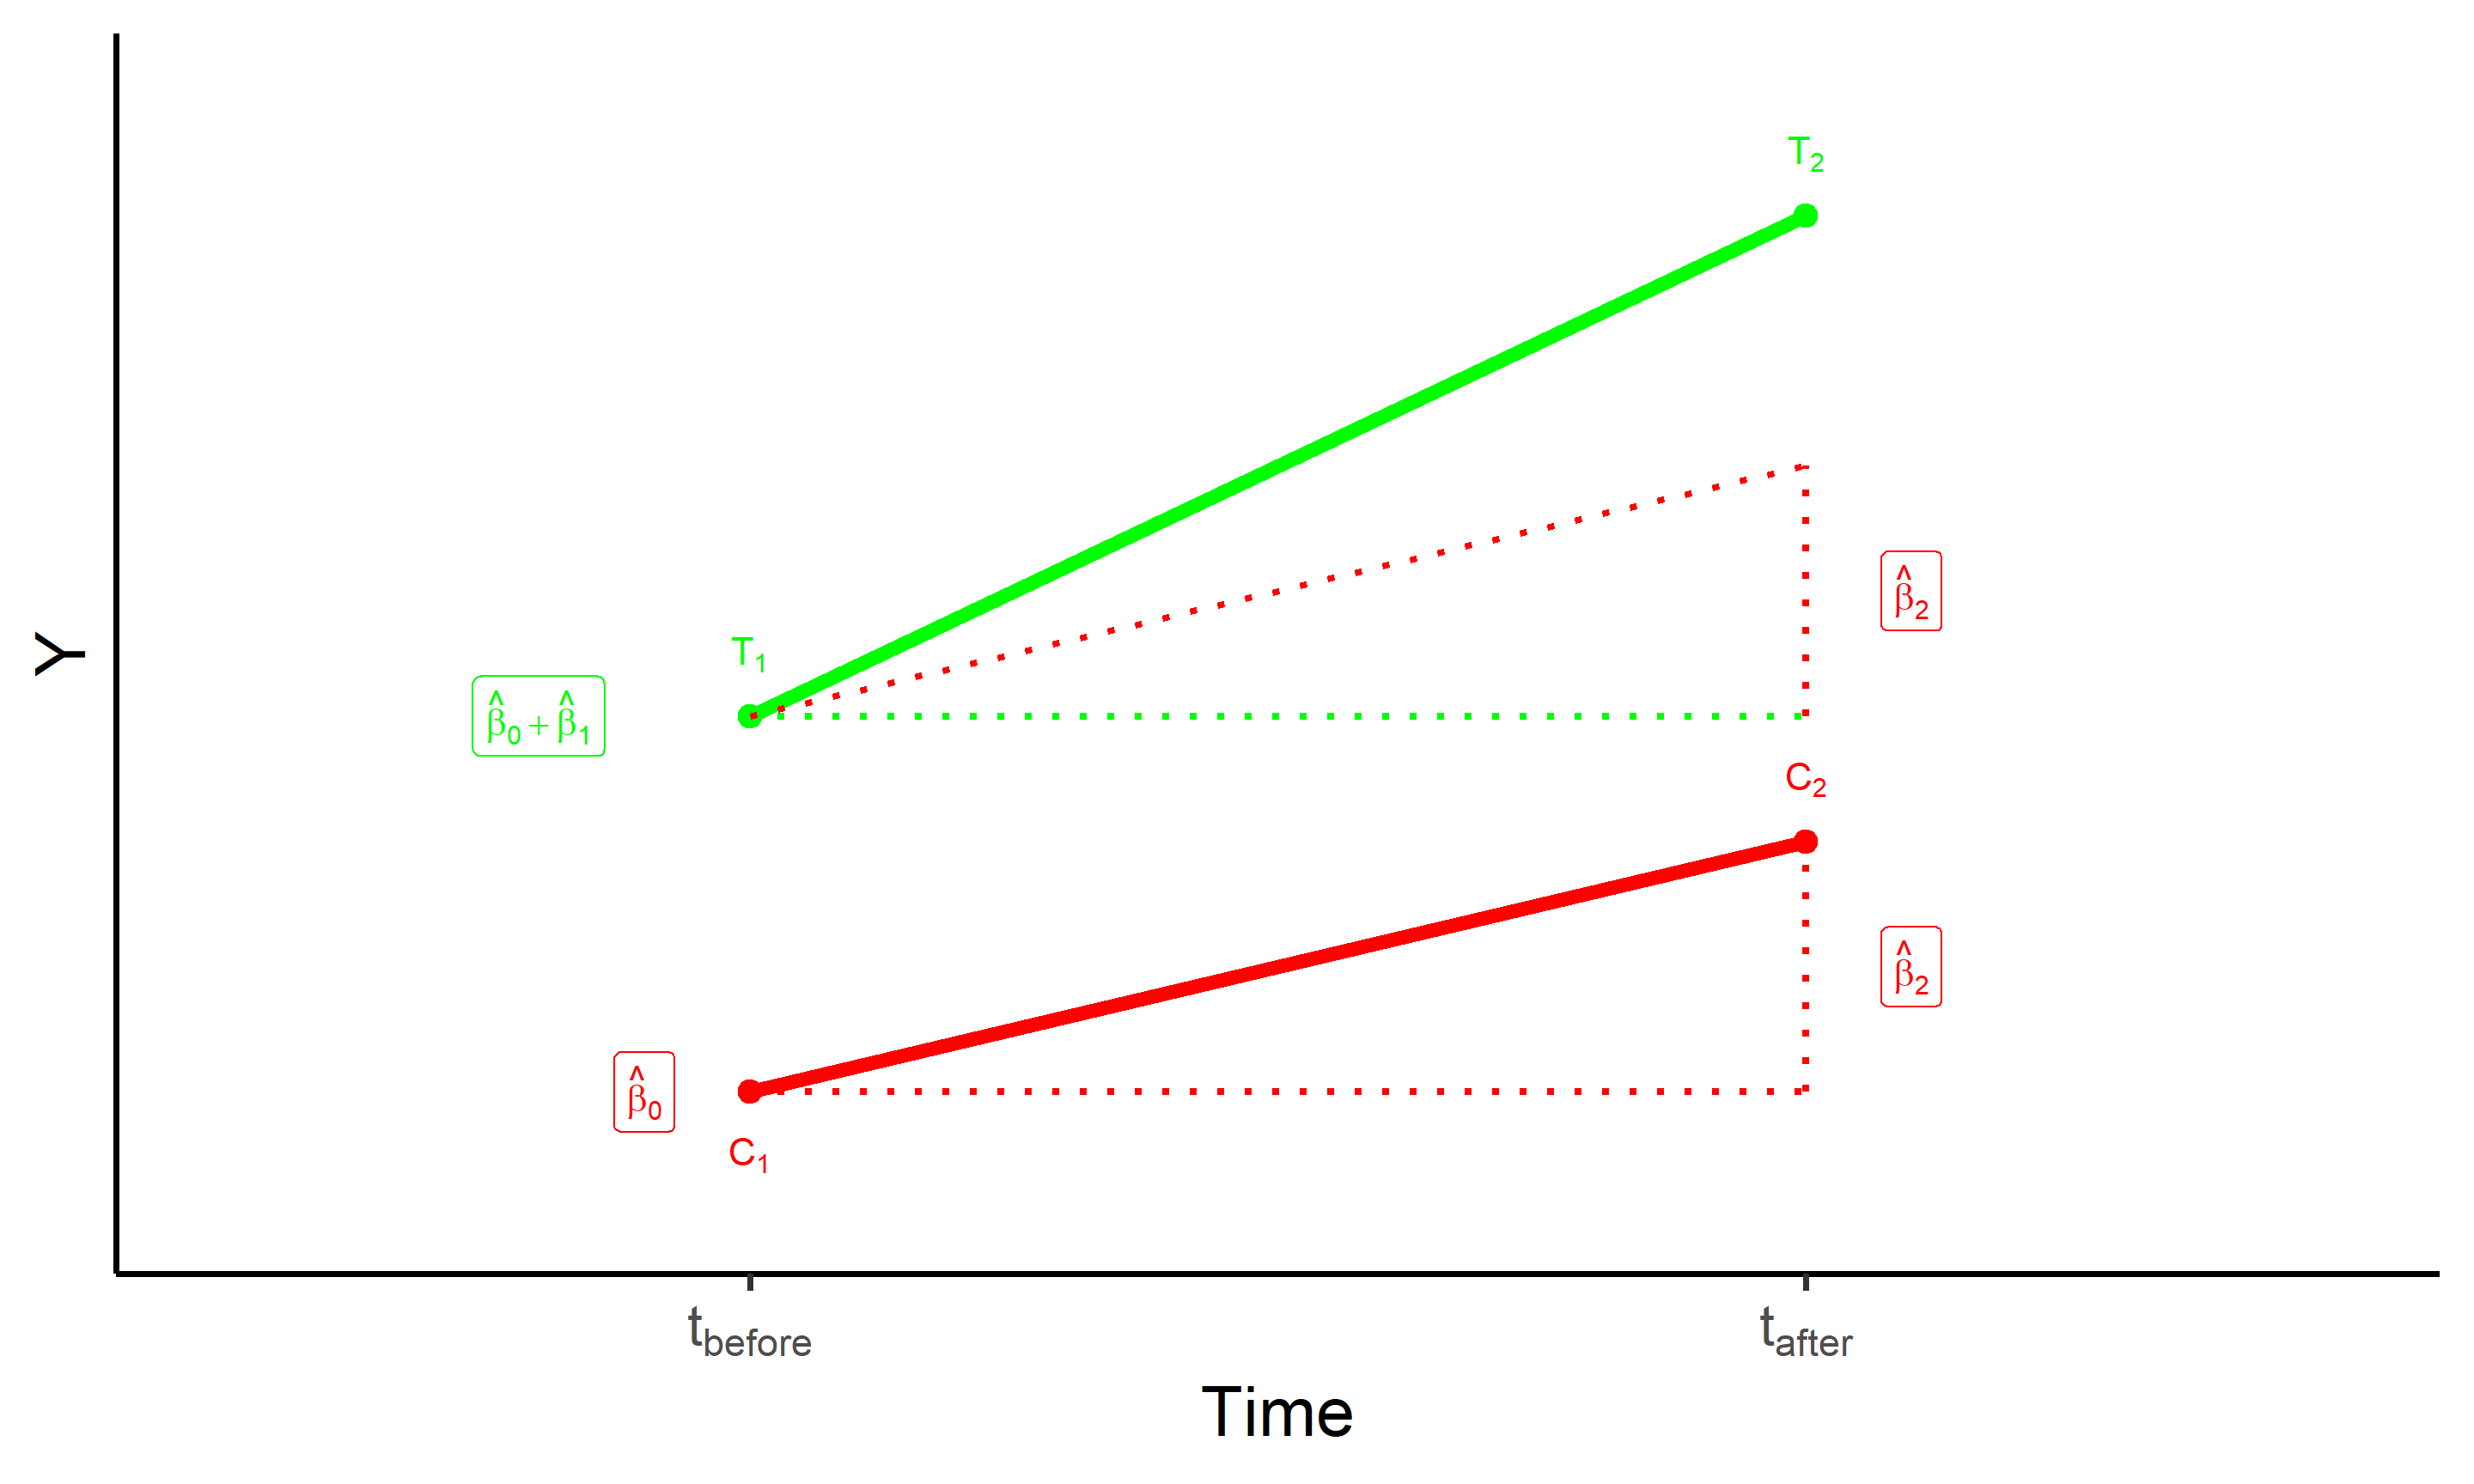 T₂
β̂₂
Y
T₁
β̂₀ + β̂₁
C₂
β̂₂
β̂₀
C₁
t_before
t_after
Time